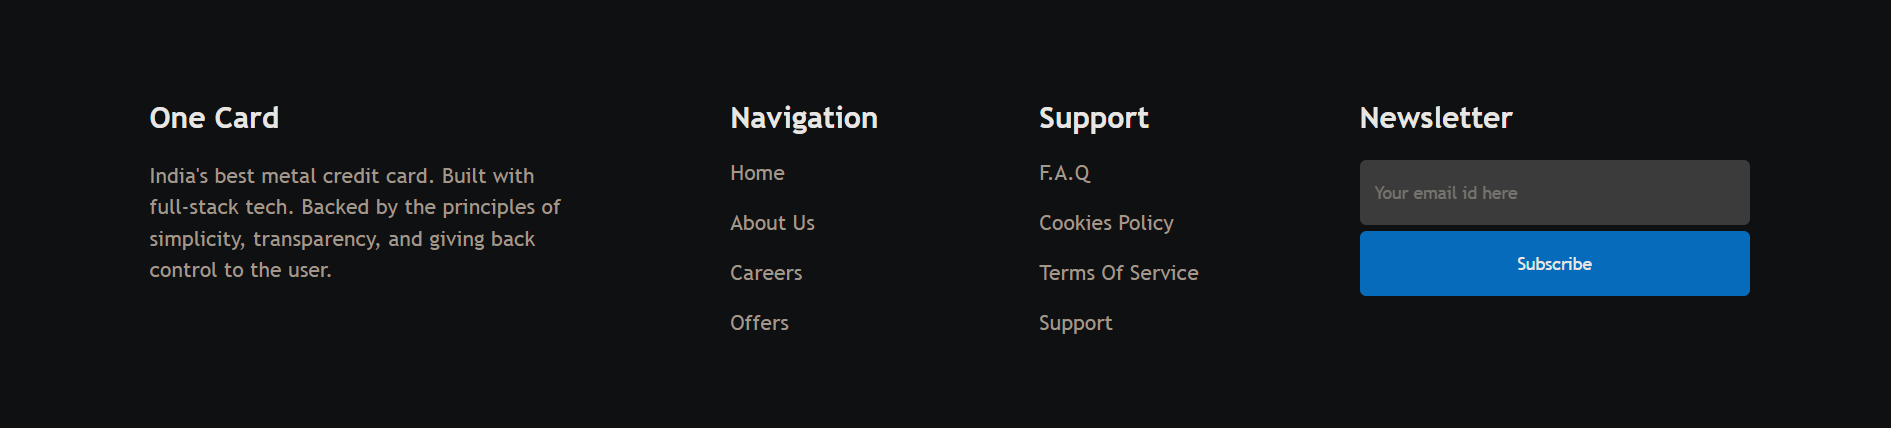 One Card
India's best metal credit card. Built with
full-stack tech. Backed by the principles of
simplicity, transparency, and giving back
control to the user.
Navigation
Home
About Us
Careers
Offers
Support
F.A.Q
Cookies Policy
Terms Of Service
Support
Newsletter
Your email id here
Subscribe